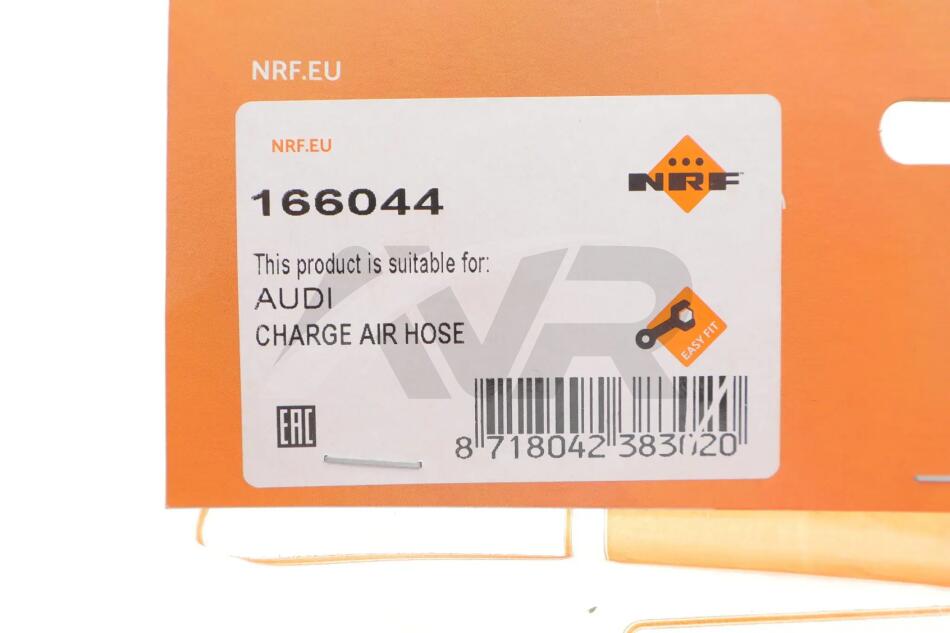 NRF.EU
NRF.EU
NRF
166044
This product is suitable for:
AUDI
CHARGE AIR HOSE
EASY FIT
EAC
8 718042 383020
AVR